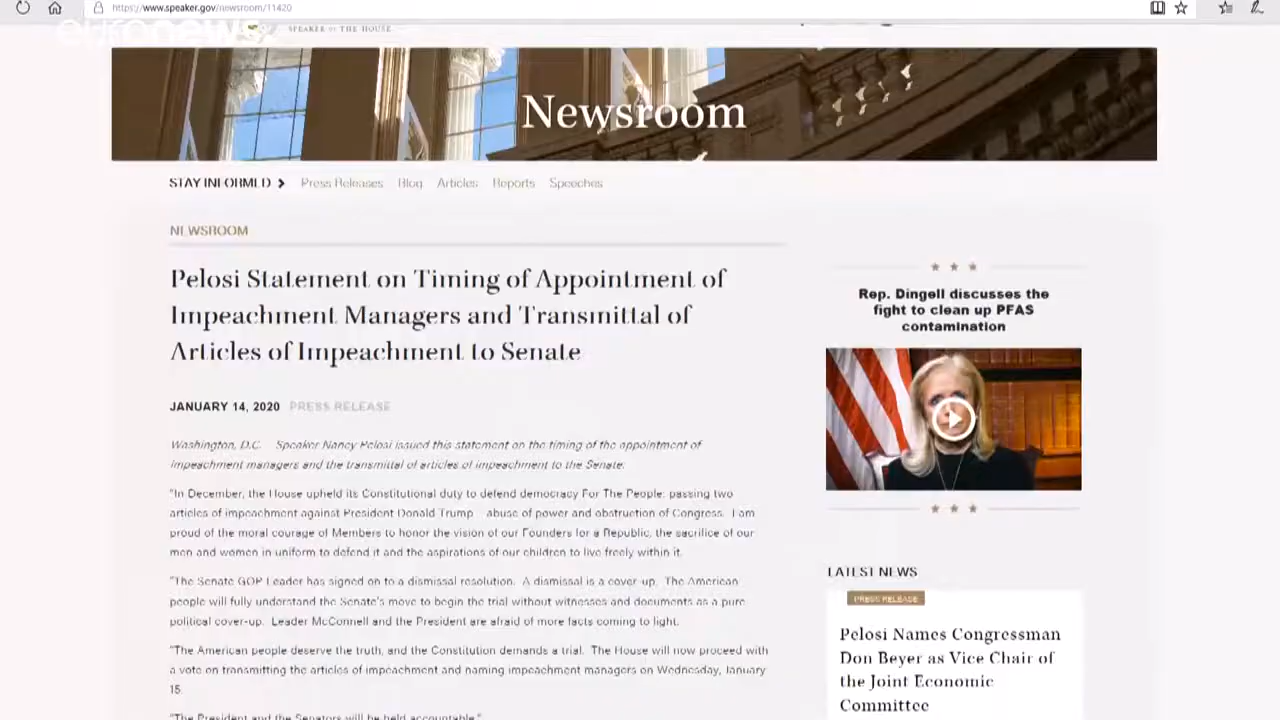 https://www.speaker.gov/newsroom/11420
euronews.
SPEAKER OF THE HOUSE
Newsroom
STAY INFORMED
Press Releases Blog Articles Reports Speeches
NEWSROOM
Pelosi Statement on Timing of Appointment of
Impeachment Managers and Transmittal of
Articles of Impeachment to Senate
JANUARY 14, 2020 PRESS RELEASE
Washington, D.C. Speaker Nancy Pelosi issued this statement on the timing of the appointment of
impeachment managers and the transmittal of articles of impeachment to the Senate:
"In December, the House upheld its Constitutional duty to defend democracy For The People: passing two
articles of impeachment against President Donald Trump abuse of power and obstruction of Congress. I am
proud of the moral courage of Members to honor the vision of our Founders for a Republic, the sacrifice of our
men and women in uniform to defend it and the aspirations of our children to live freely within it.
"The Senate GOP Leader has signed on to a dismissal resolution. A dismissal is a cover-up. The American
people will fully understand the Senate's move to begin the trial without witnesses and documents as a pure
political cover-up. Leader McConnell and the President are afraid of more facts coming to light.
"The American people deserve the truth, and the Constitution demands a trial. The House will now proceed with
a vote on transmitting the articles of impeachment and naming impeachment managers on Wednesday, January
15.
"The President and the Senators will be held accountable."
Rep. Dingell discusses the
fight to clean up PFAS
contamination
LATEST NEWS
PRESS RELEASE
Pelosi Names Congressman
Don Beyer as Vice Chair of
the Joint Economic
Committee